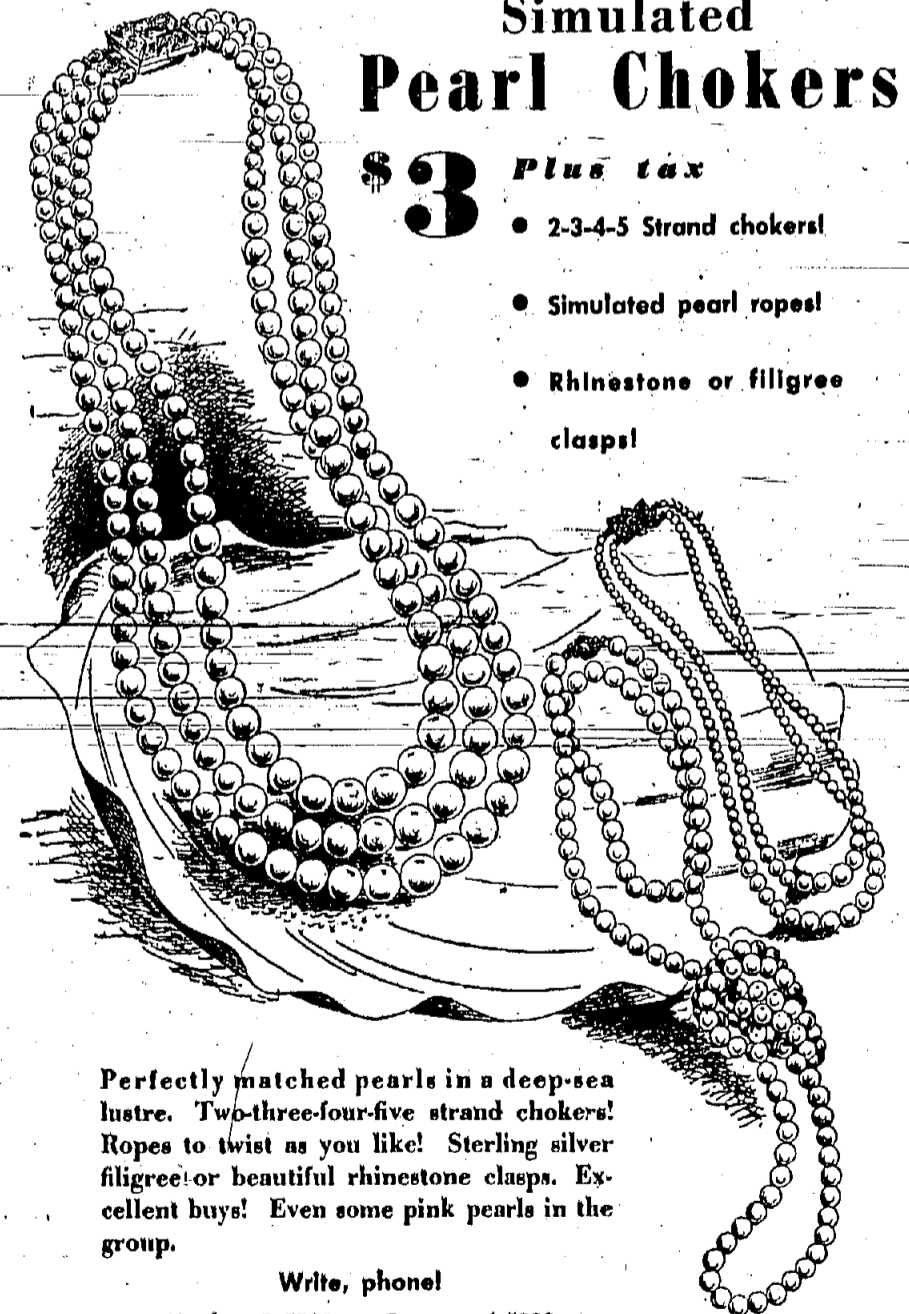 Simulated
Pearl Chokers
$3 Plus tax
• 2-3-4-5 Strand chokers!
• Simulated pearl ropes!
• Rhinestone or filigree
clasps!
Perfectly matched pearls in a deep-sea
lustre. Two-three-four-five strand chokers!
Ropes to twist as you like! Sterling silver
filigree or beautiful rhinestone clasps. Ex-
cellent buys! Even some pink pearls in the
group.
Write, phone!